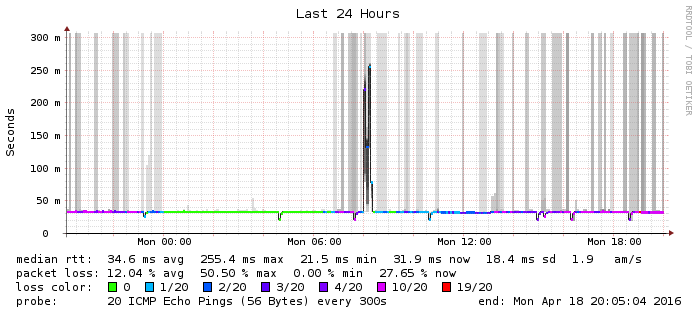 Last 24 Hours
RRDTOOL / TOBI OETIKER
Seconds
300 m
250 m
200 m
150 m
100 m
50 m
0
Mon 00:00 Mon 06:00 Mon 12:00 Mon 18:00
median rtt: 34.6 ms avg 255.4 ms max 21.5 ms min 31.9 ms now 18.4 ms sd 1.9 am/s
packet loss: 12.04 % avg 50.50 % max 0.00 % min 27.65 % now
loss color: 0 1/20 2/20 3/20 4/20 10/20 19/20
probe: 20 ICMP Echo Pings (56 Bytes) every 300s end: Mon Apr 18 20:05:04 2016